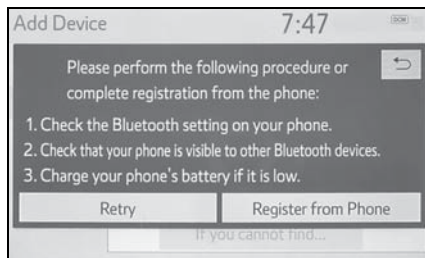 Add Device
7:47
DCM
Please perform the following procedure or
complete registration from the phone:
1. Check the Bluetooth setting on your phone.
2. Check that your phone is visible to other Bluetooth devices.
3. Charge your phone's battery if it is low.
Retry
Register from Phone
If you cannot find...